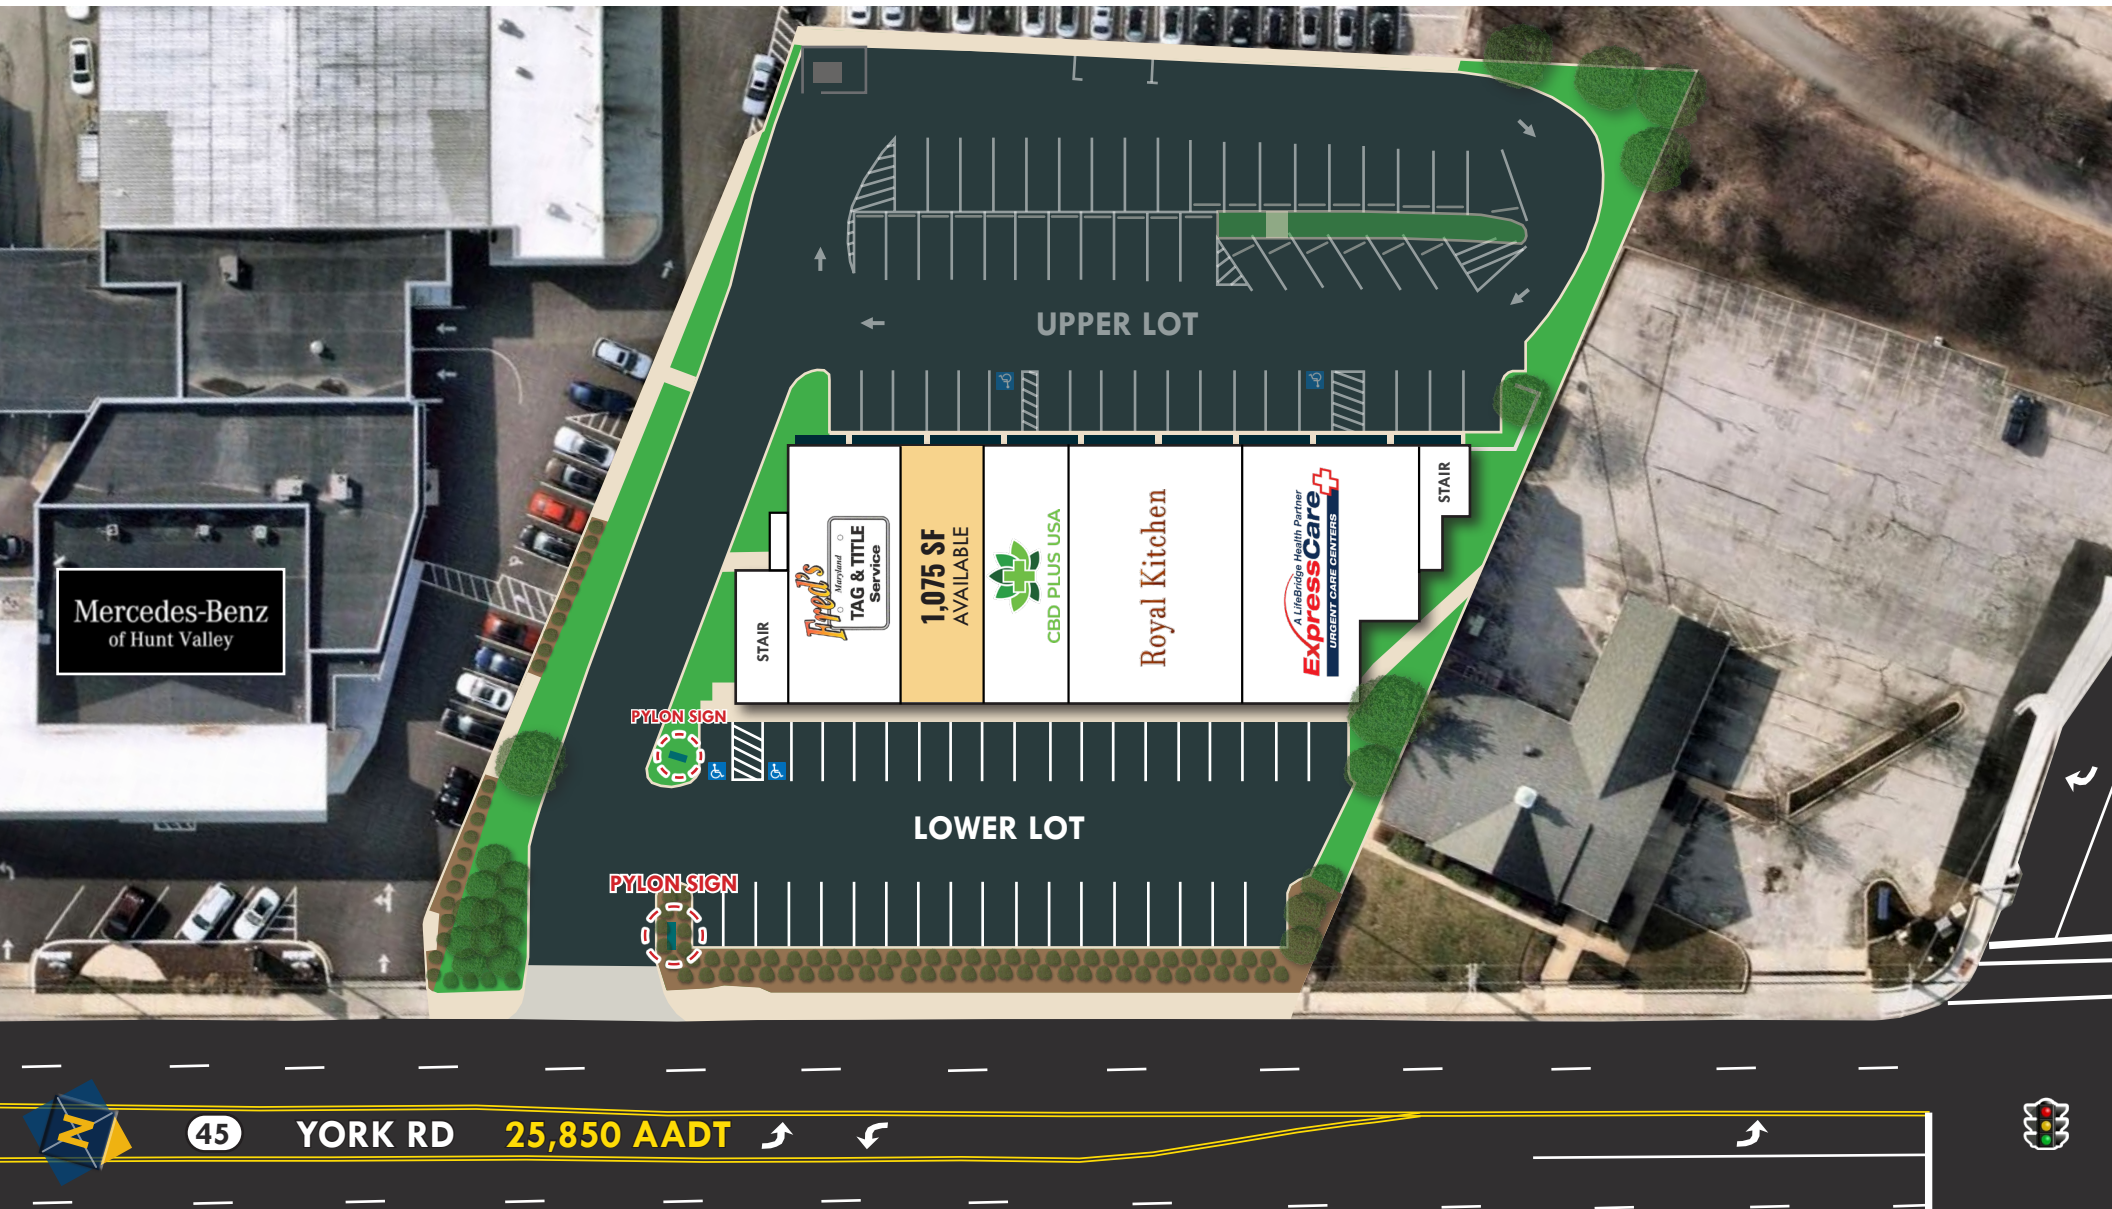 UPPER LOT
STAIR
Fred's
Maryland
TAG & TITLE
Service
1,075 SF
AVAILABLE
CBD PLUS USA
Royal Kitchen
A LifeBridge Health Partner
ExpressCare
URGENT CARE CENTERS
STAIR
Mercedes-Benz
of Hunt Valley
PYLON SIGN
LOWER LOT
PYLON SIGN
N
45
YORK RD
25,850 AADT